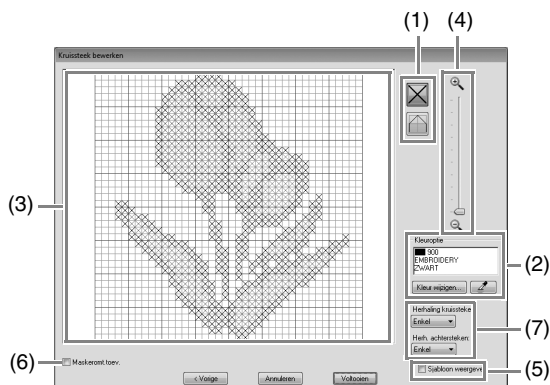 (1)
(4)
Kruissteek bewerken
(3)
Kleuroptie
900
EMBROIDERY
ZWART
(2)
Kleur wijzigen...
Herhaling kruissteke
Enkel
(7)
Herh. achtersteken:
Enkel
(6)
Maskeromt.toev.
Sjabloon weergeve
(5)
< Vorige
Annuleren
Voltooien